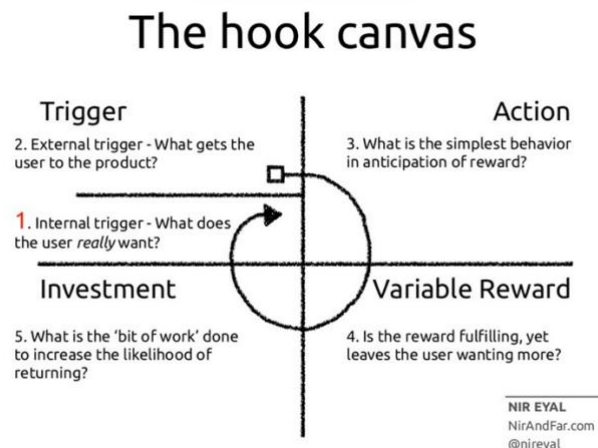 The hook canvas
Trigger
2. External trigger - What gets the
user to the product?
1. Internal trigger - What does
the user really want?
Action
3. What is the simplest behavior
in anticipation of reward?
Investment
5. What is the ‘bit of work’ done
to increase the likelihood of
returning?
Variable Reward
4. Is the reward fulfilling, yet
leaves the user wanting more?
NIR EYAL
NirAndFar.com
@nireyal